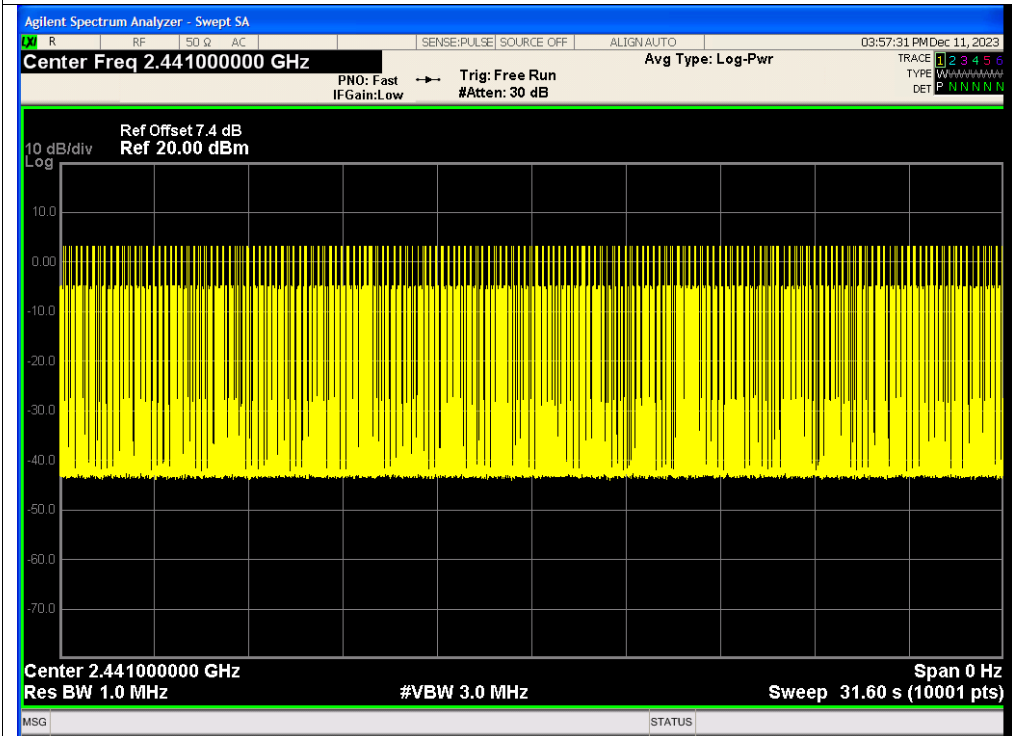 Agilent Spectrum Analyzer - Swept SA
LXI R RF 50 Ω AC SENSE:PULSE SOURCE OFF ALIGN AUTO 03:57:31 PM Dec 11, 2023
Center Freq 2.441000000 GHz Avg Type: Log-Pwr TRACE 1 2 3 4 5 6
PNO: Fast Trig: Free Run TYPE WWWWWW
IFGain:Low #Atten: 30 dB DET P N N N N N
Ref Offset 7.4 dB
10 dB/div Ref 20.00 dBm
Log
10.0
0.00
-10.0
-20.0
-30.0
-40.0
-50.0
-60.0
-70.0
Center 2.441000000 GHz Span 0 Hz
Res BW 1.0 MHz #VBW 3.0 MHz Sweep 31.60 s (10001 pts)
MSG STATUS